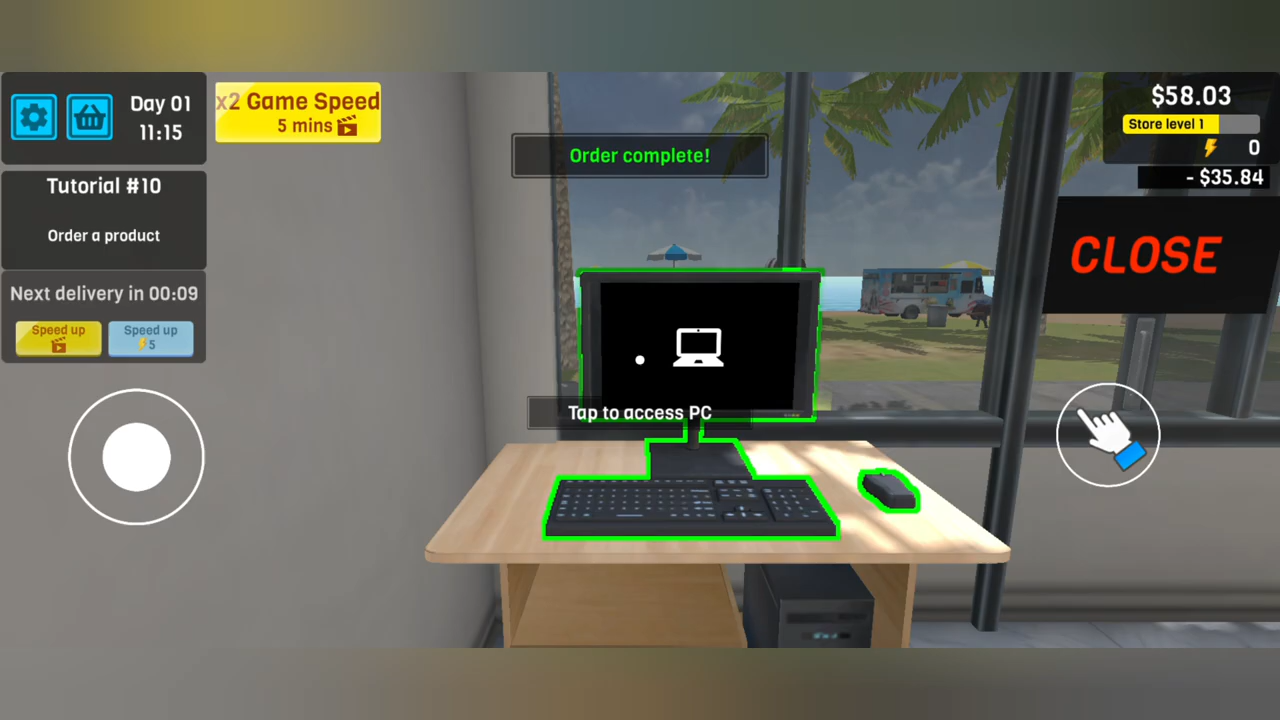 Day 01
11:15
x2 Game Speed
5 mins
Tutorial #10
Order a product
Next delivery in 00:09
Speed up
Speed up
5
Order complete!
Tap to access PC
$58.03
Store level 1
0
- $35.84
CLOSE